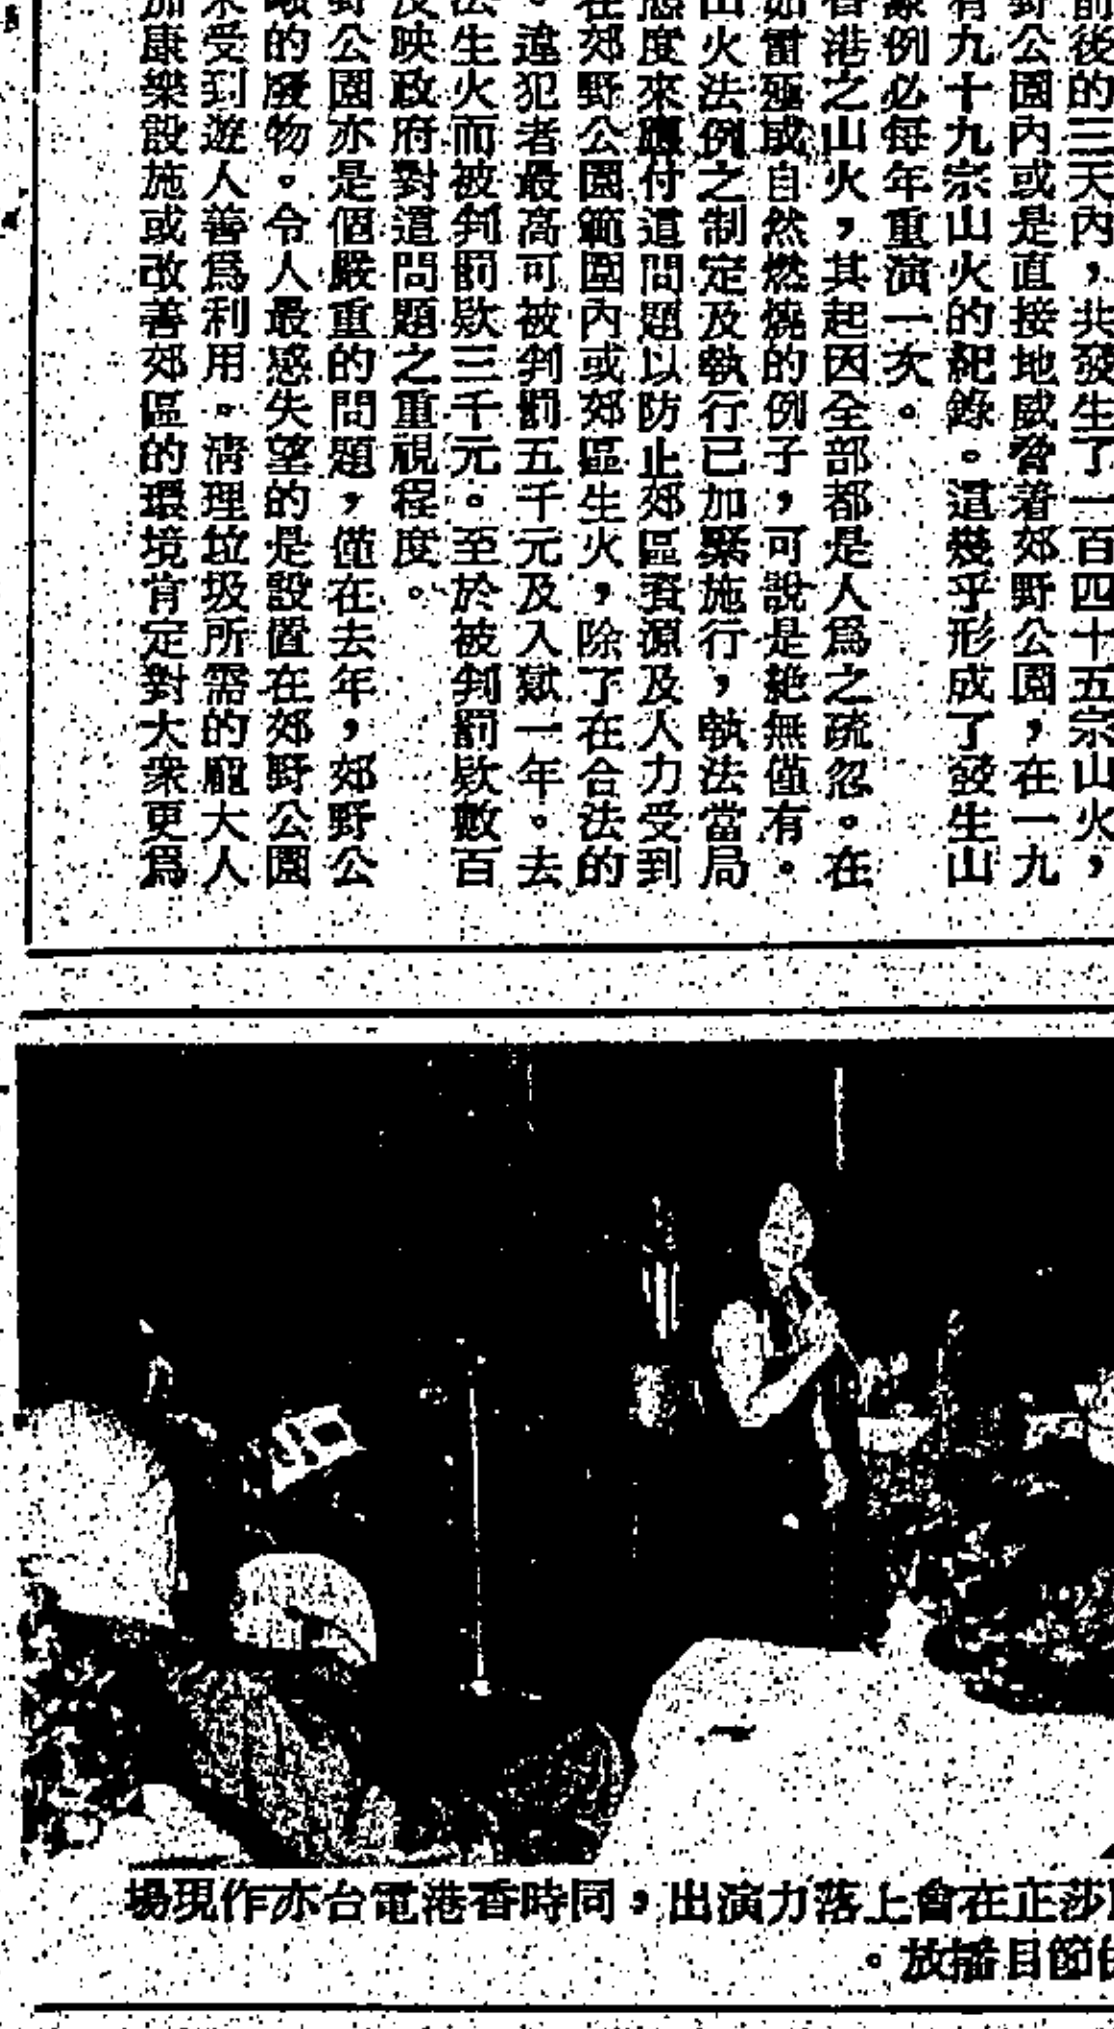 前後的三天內，共發生了一百四十五宗山火，
野公園內或是直接地威脅着郊野公園，在一九
有九十九宗山火的紀錄。這幾乎形成了發生山
象例必每年重演一次。
香港之山火，其起因全部都是人爲之疏忽。在
如雷殛或自然燃燒的例子，可說是絶無僅有。
山火法例之制定及執行已加緊施行，執法當局
態度來應付這問題以防止郊區資源及人力受到
在郊野公園範圍內或郊區生火，除了在合法的
。違犯者最高可被判罰五千元及入獄一年。去
法生火而被判罰欵三千元。至於被判罰欵數百
反映政府對這問題之重視程度。
野公園亦是個嚴重的問題，僅在去年，郊野公
噸的廢物。令人最感失望的是設置在郊野公園
未受到遊人善爲利用。清理垃圾所需的龐大人
加康樂設施或改善郊區的環境肯定對大衆更爲
莎正在會上落力演出，同時香港電台亦作現場
節目播放。